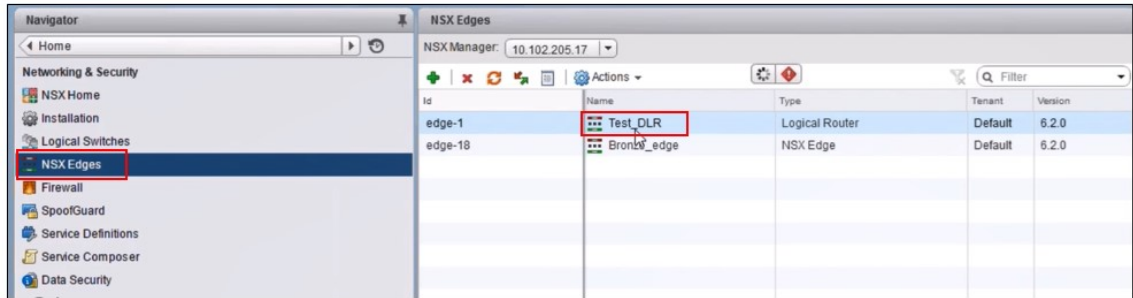 Navigator
Home
Networking & Security
NSX Home
Installation
Logical Switches
NSX Edges
Firewall
SpoofGuard
Service Definitions
Service Composer
Data Security
NSX Edges
NSX Manager: 10.102.205.17
Actions
Filter
Id Name Type Tenant Version
edge-1 Test_DLR Logical Router Default 6.2.0
edge-18 Bronze_edge NSX Edge Default 6.2.0